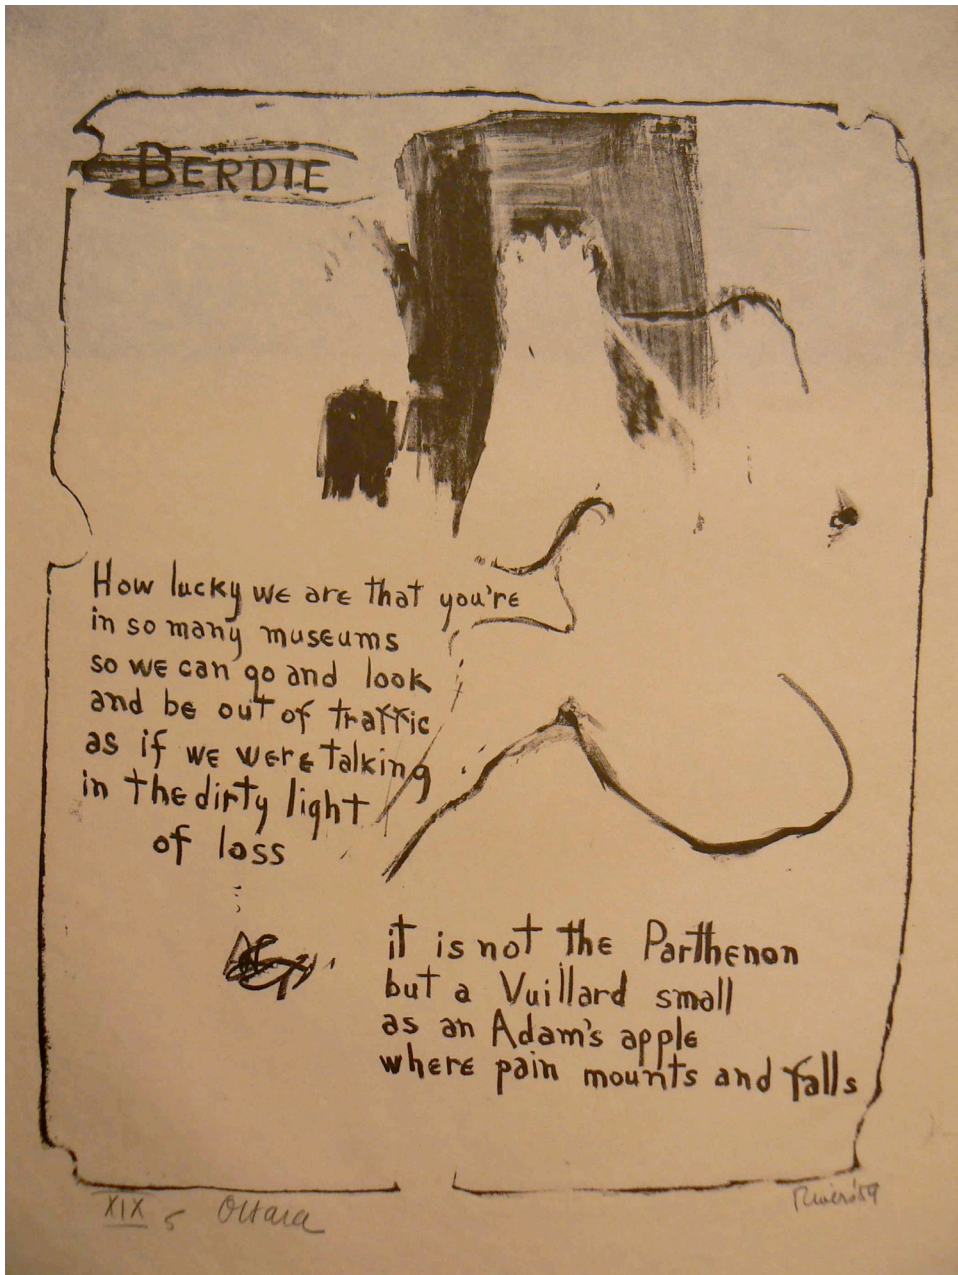 BERDIE
How lucky we are that you're
in so many museums
so we can go and look
and be out of traffic
as if we were talking
in the dirty light
of loss
it is not the Parthenon
but a Vuillard small
as an Adam's apple
where pain mounts and falls
XIX 5 OHara
Rivers '59